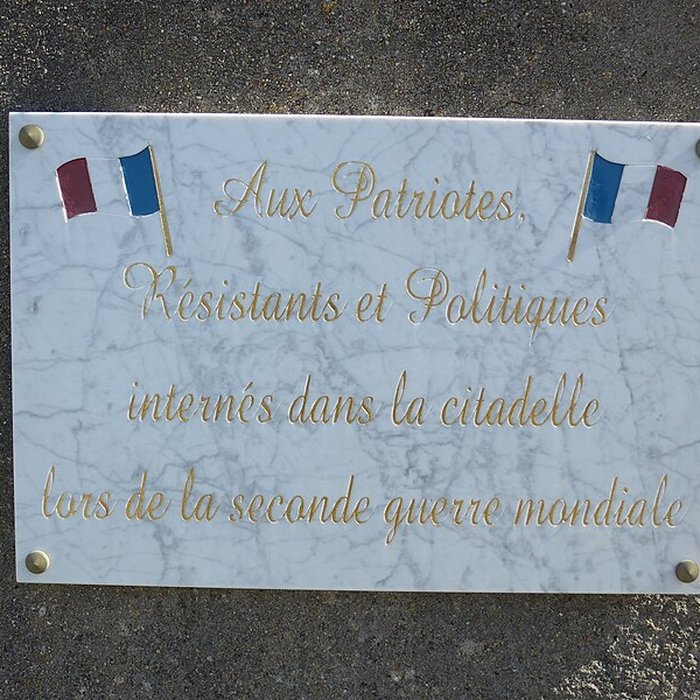 Aux Patriotes,
Résistants et Politiques
internés dans la citadelle
lors de la seconde guerre mondiale